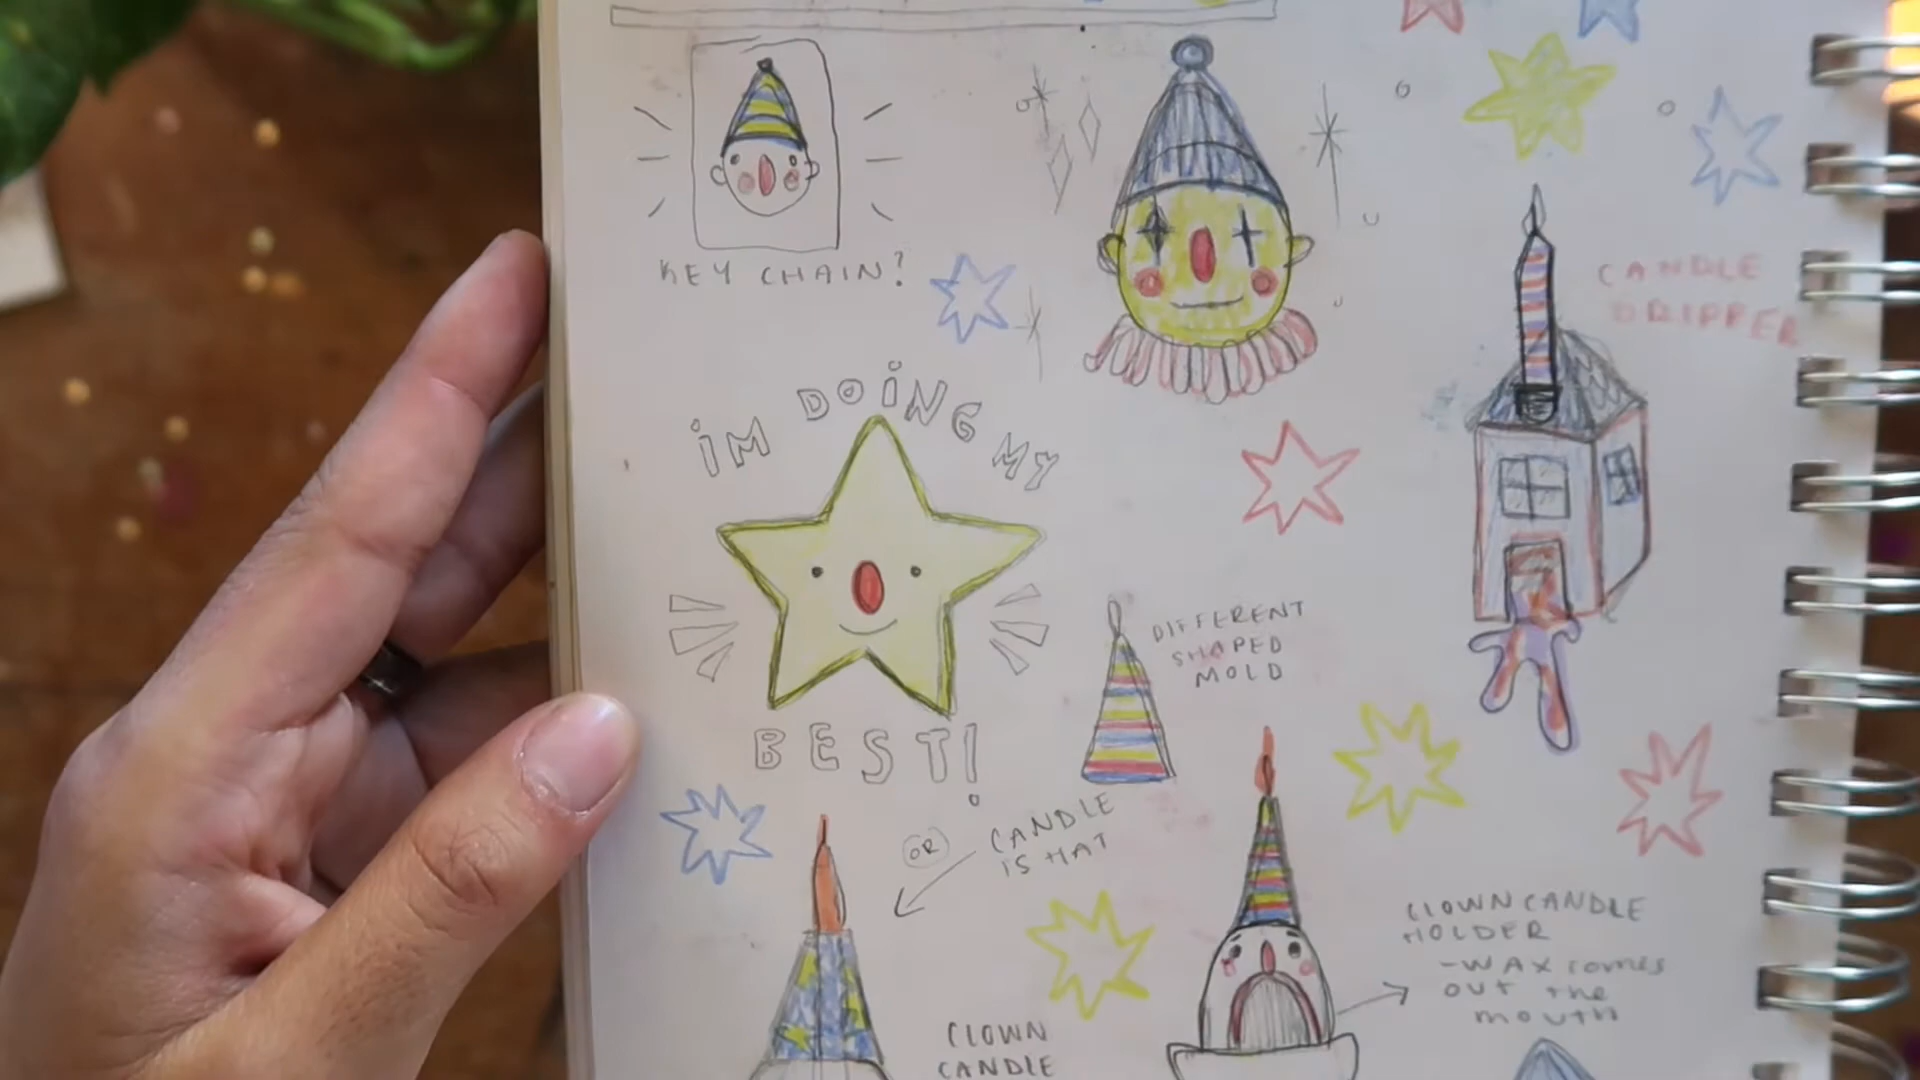 KEY CHAIN?
CANDLE
DRIPPER
iM DOiNG MY
BEST!
DIFFERENT
SHAPED
MOLD
OR
CANDLE
IS HAT
CLOWN CANDLE
HOLDER
- WAX comes
out the
mouth
CLOWN
CANDLE